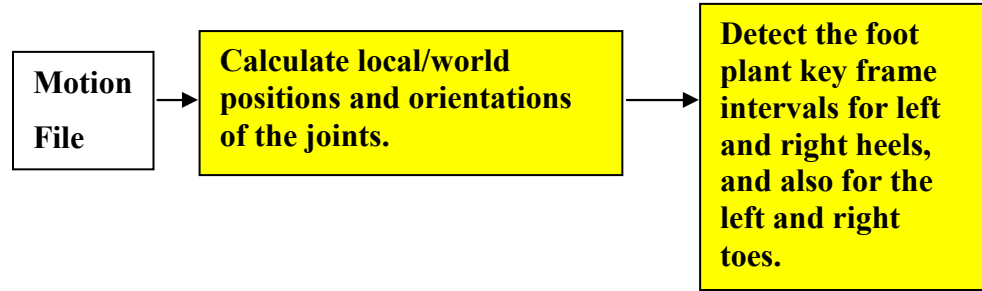 Motion
File
Calculate local/world
positions and orientations
of the joints.
Detect the foot
plant key frame
intervals for left
and right heels,
and also for the
left and right
toes.